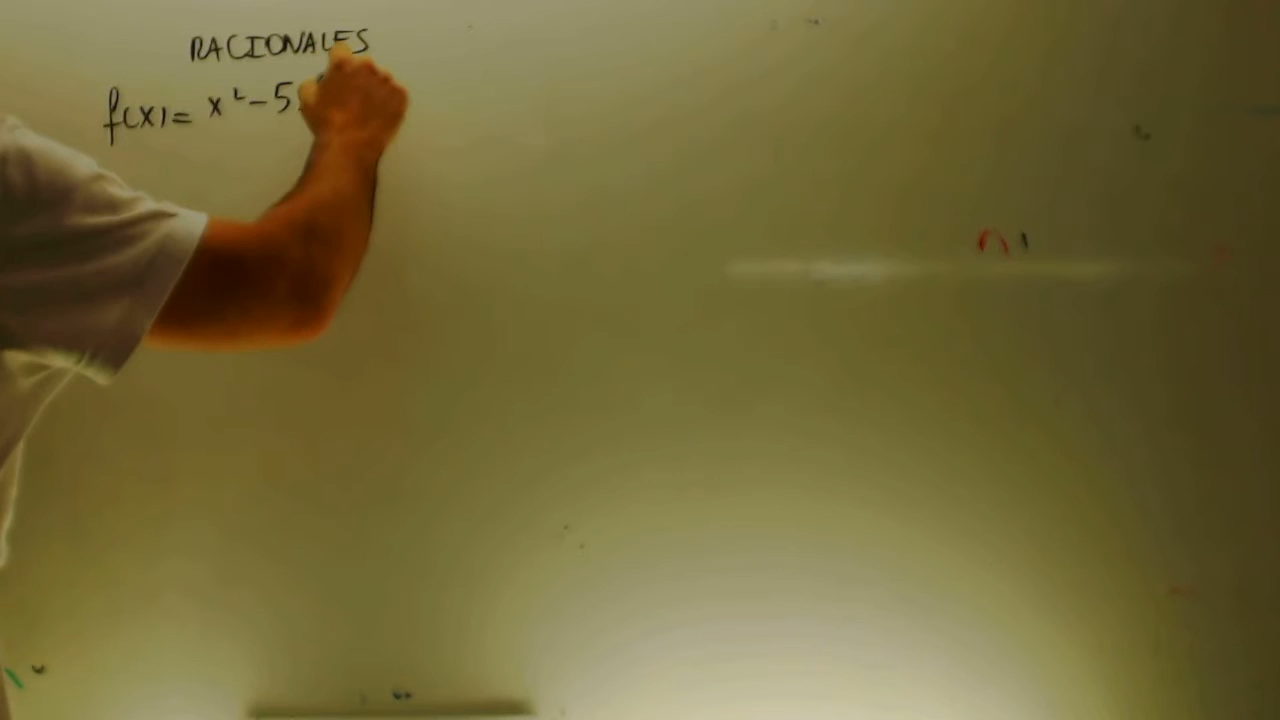 RACIONALES
f(x) = x² - 5